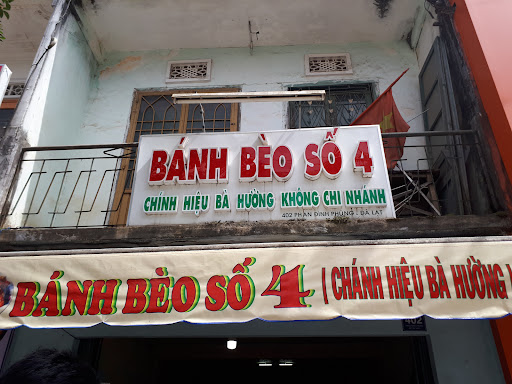 BÁNH BÈO SỐ 4
CHÍNH HIỆU BÀ HƯỜNG KHÔNG CHI NHÁNH
402 PHAN ĐÌNH PHÙNG - ĐÀ LẠT
BÁNH BÈO SỐ 4 ( CHÁNH HIỆU BÀ HƯỜNG )
402